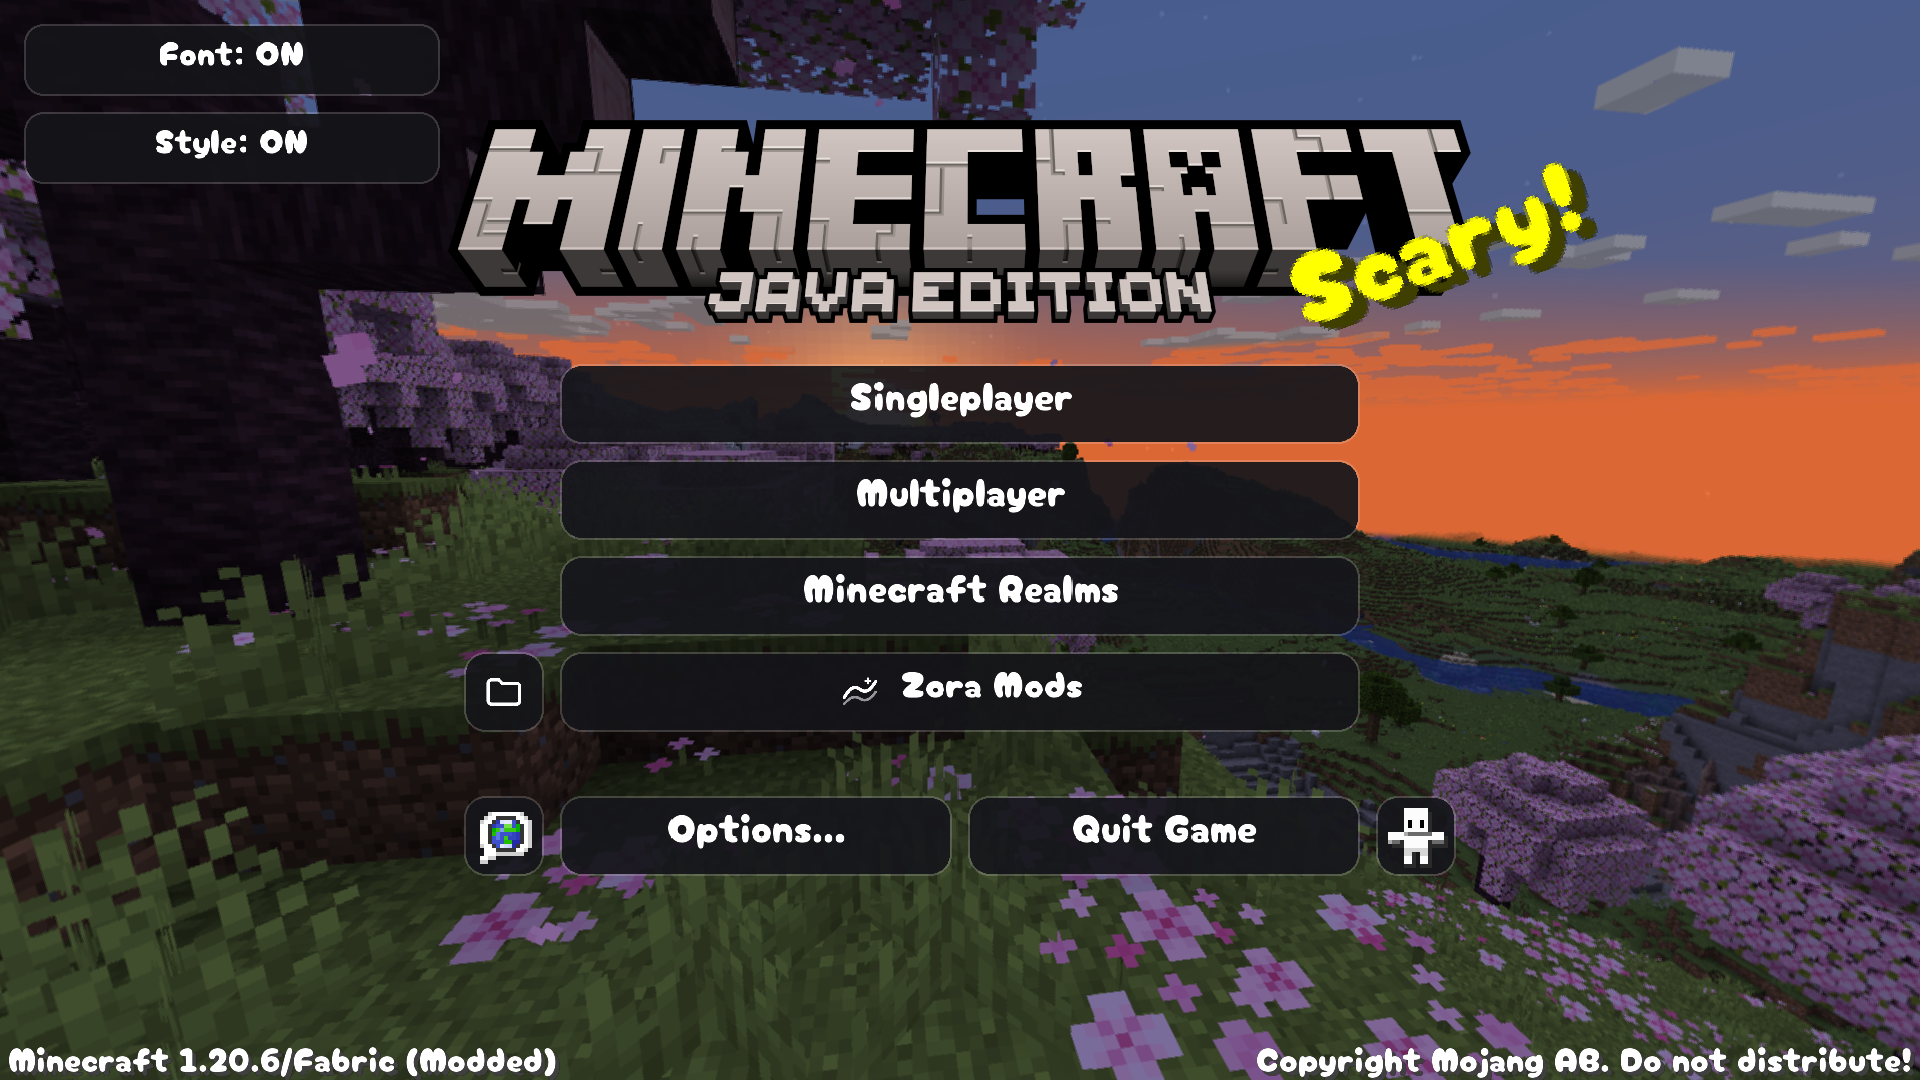 Font: ON
Style: ON
MINECRAFT
JAVA EDITION
Scary!
Singleplayer
Multiplayer
Minecraft Realms
Zora Mods
Options...
Quit Game
Minecraft 1.20.6/Fabric (Modded)
Copyright Mojang AB. Do not distribute!